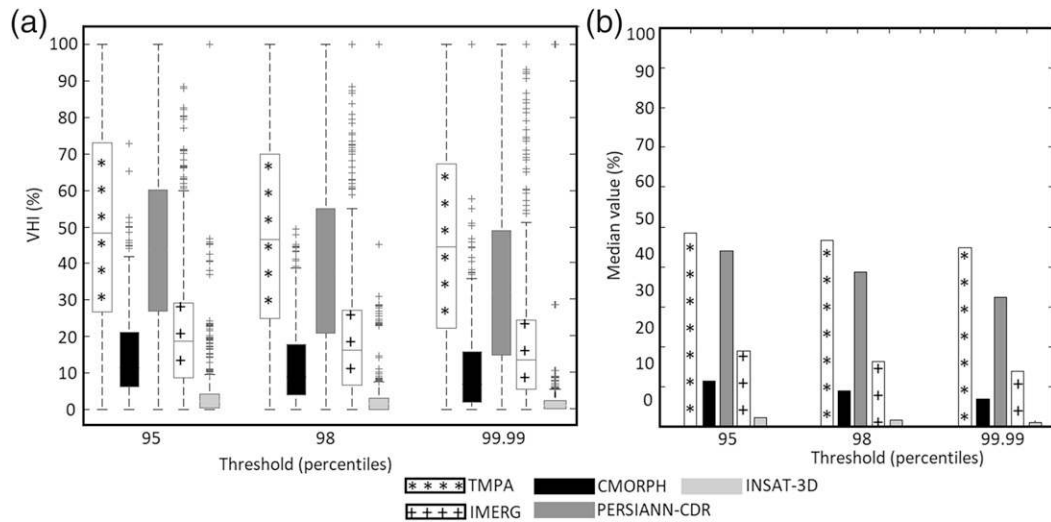 (a)
100
90
80
70
60
50
40
30
20
10
0
VHI (%)
95 98 99.99
Threshold (percentiles)
(b)
100
90
80
70
60
50
40
30
20
10
0
Median value (%)
95 98 99.99
Threshold (percentiles)
TMPA CMORPH INSAT-3D
IMERG PERSIANN-CDR